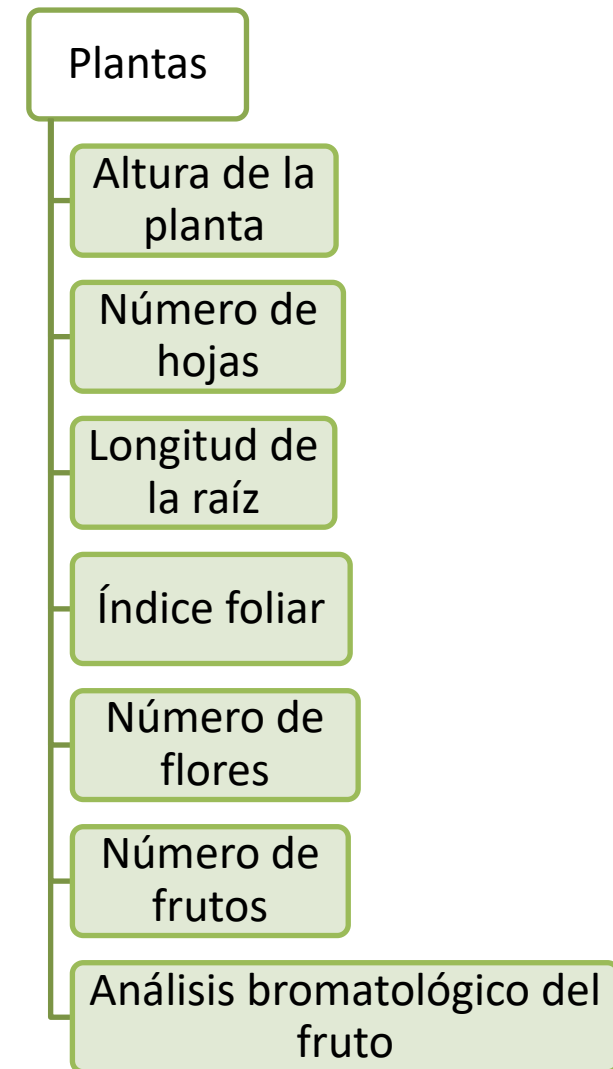 Plantas
Altura de la
planta
Número de
hojas
Longitud de
la raíz
Índice foliar
Número de
flores
Número de
frutos
Análisis bromatológico del
fruto